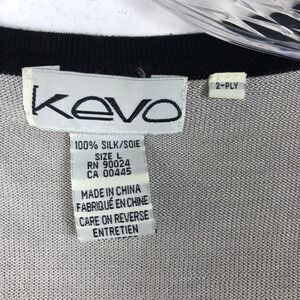 Kevo
2-PLY
100% SILK/SOIE
SIZE L
RN 90024
CA 00445
MADE IN CHINA
FABRIQUÉ EN CHINE
CARE ON REVERSE
ENTRETIEN